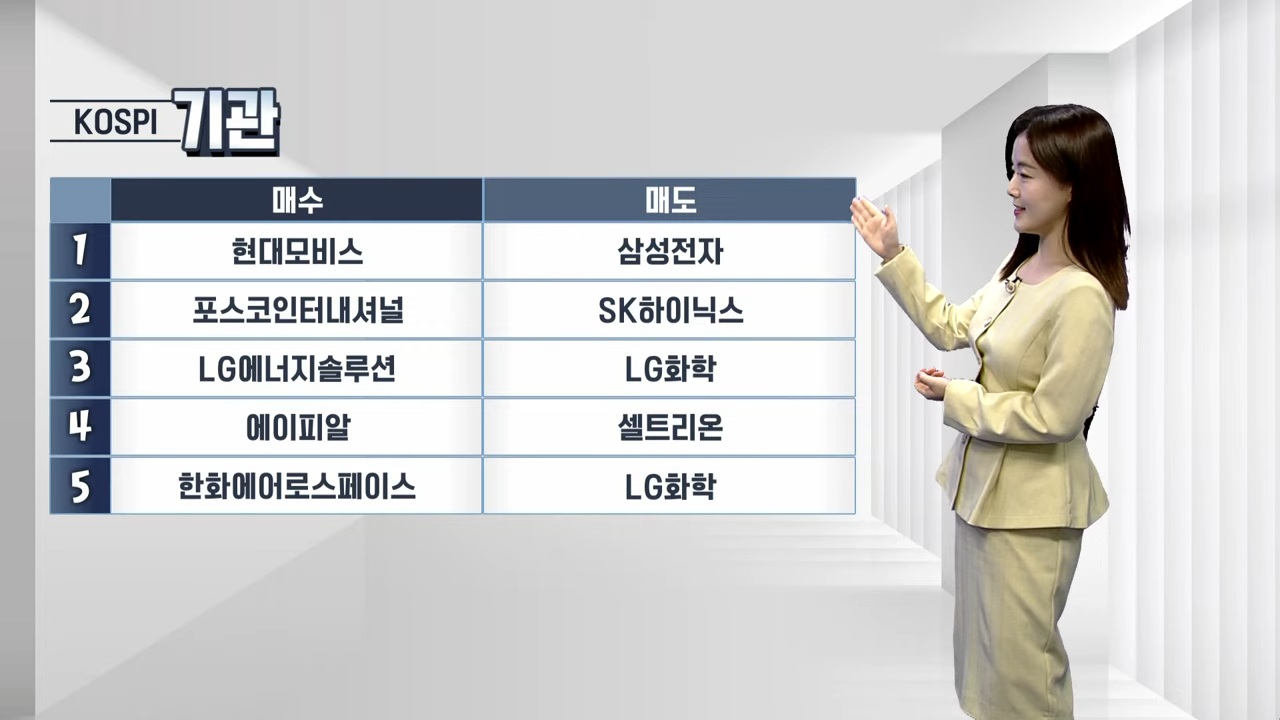 KOSPI 기관
매수 매도
1 현대모비스 삼성전자
2 포스코인터내셔널 SK하이닉스
3 LG에너지솔루션 LG화학
4 에이피알 셀트리온
5 한화에어로스페이스 LG화학